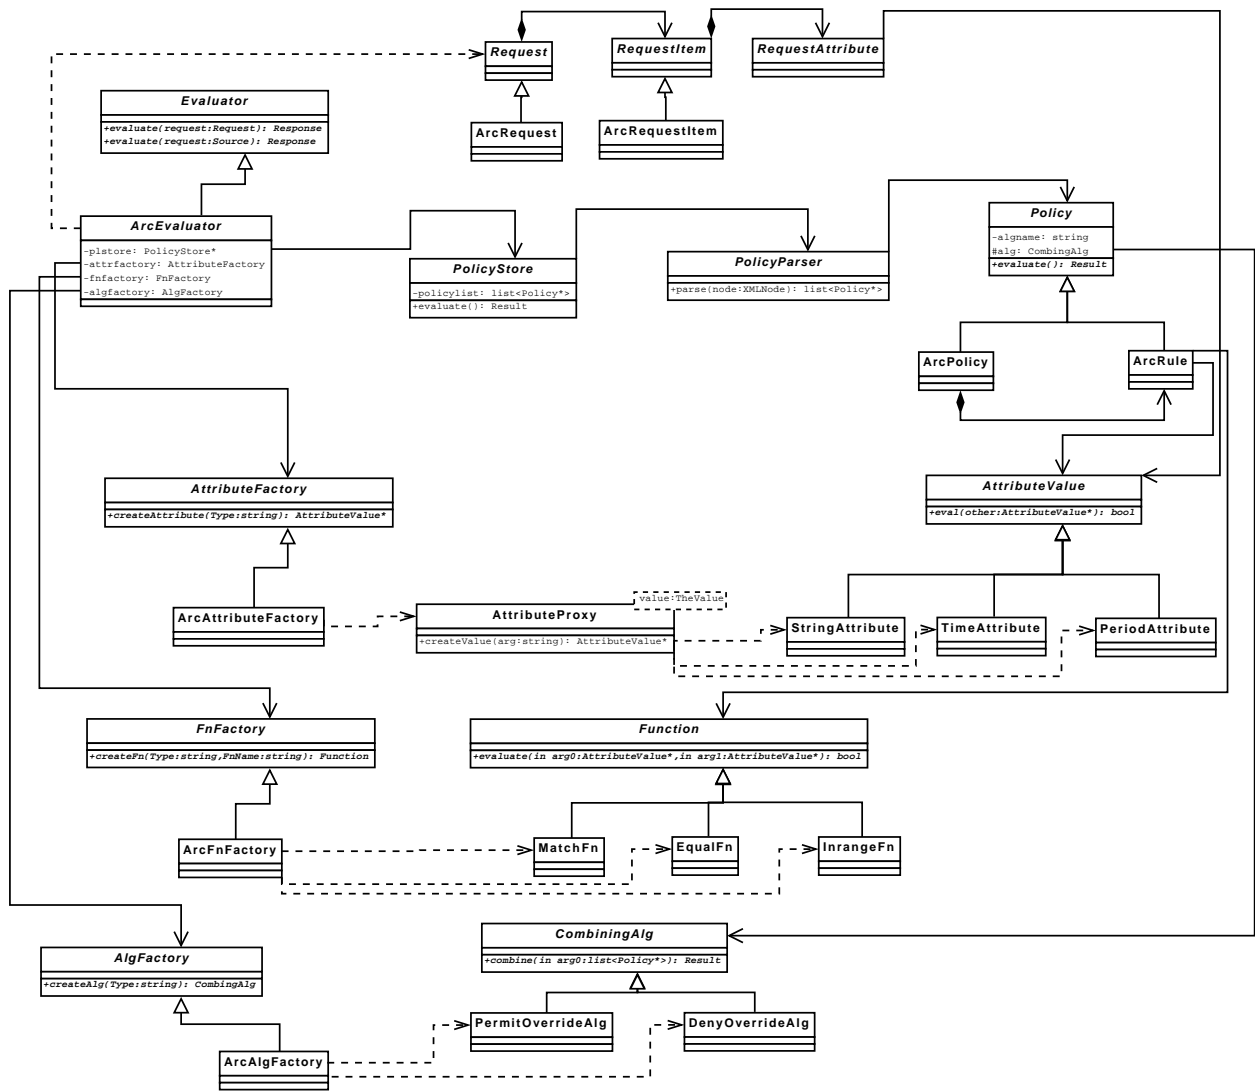 Request
RequestItem
RequestAttribute
Evaluator
+evaluate(request:Request): Response
+evaluate(request:Source): Response
ArcRequest
ArcRequestItem
ArcEvaluator
-plstore: PolicyStore*
-attrfactory: AttributeFactory
-fnfactory: FnFactory
-algfactory: AlgFactory
PolicyStore
-policylist: list<Policy*>
+evaluate(): Result
PolicyParser
+parse(node:XMLNode): list<Policy*>
Policy
-algname: string
#alg: CombingAlg
+evaluate(): Result
ArcPolicy
ArcRule
AttributeFactory
+createAttribute(Type:string): AttributeValue*
AttributeValue
+eval(other:AttributeValue*): bool
ArcAttributeFactory
value:TheValue
AttributeProxy
+createValue(arg:string): AttributeValue*
StringAttribute
TimeAttribute
PeriodAttribute
FnFactory
+createFn(Type:string,FnName:string): Function
Function
+evaluate(in arg0:AttributeValue*,in arg1:AttributeValue*): bool
ArcFnFactory
MatchFn
EqualFn
InrangeFn
CombiningAlg
+combine(in arg0:list<Policy*>): Result
AlgFactory
+createAlg(Type:string): CombingAlg
PermitOverrideAlg
DenyOverrideAlg
ArcAlgFactory